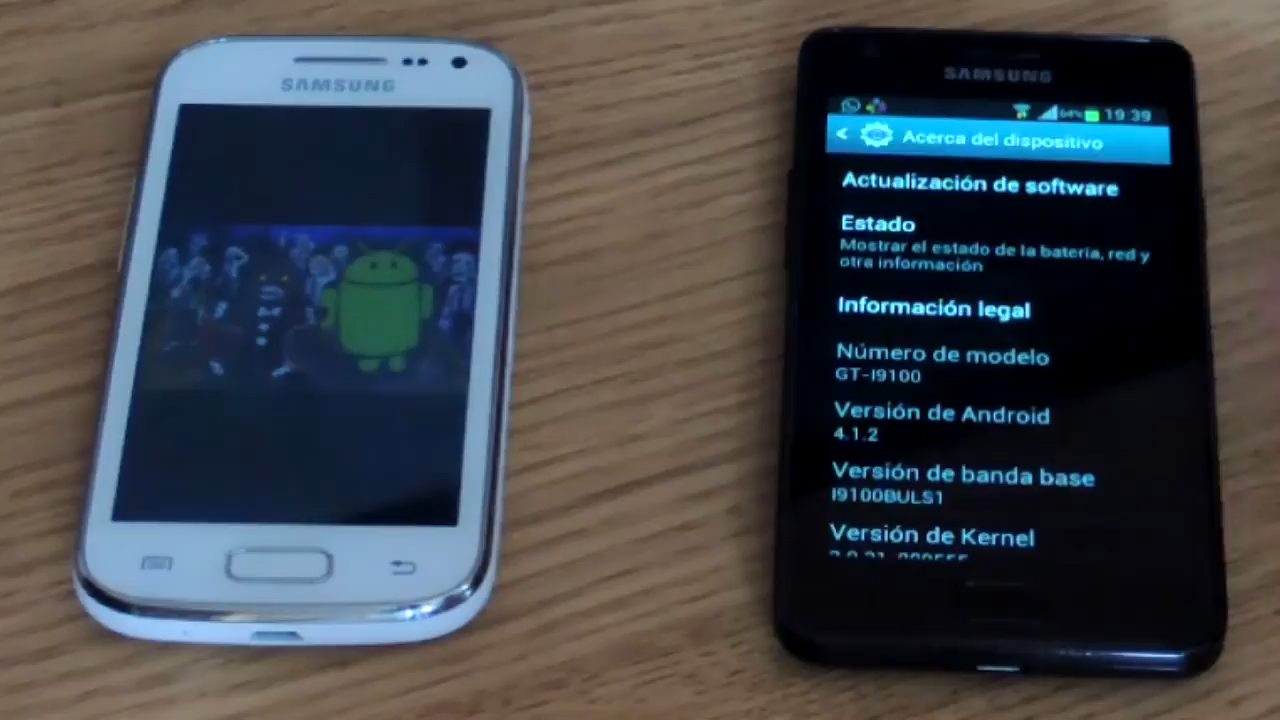 SAMSUNG
SAMSUNG
64% 19:39
Acerca del dispositivo
Actualización de software
Estado
Mostrar el estado de la batería, red y
otra información
Información legal
Número de modelo
GT-I9100
Versión de Android
4.1.2
Versión de banda base
I9100BULS1
Versión de Kernel